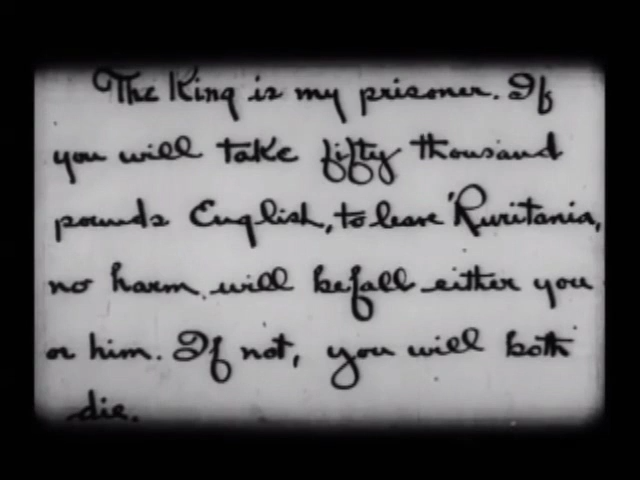 The King is my prisoner. If
you will take fifty thousand
pounds English, to leave Ruritania,
no harm will befall either you
or him. If not, you will both
die.